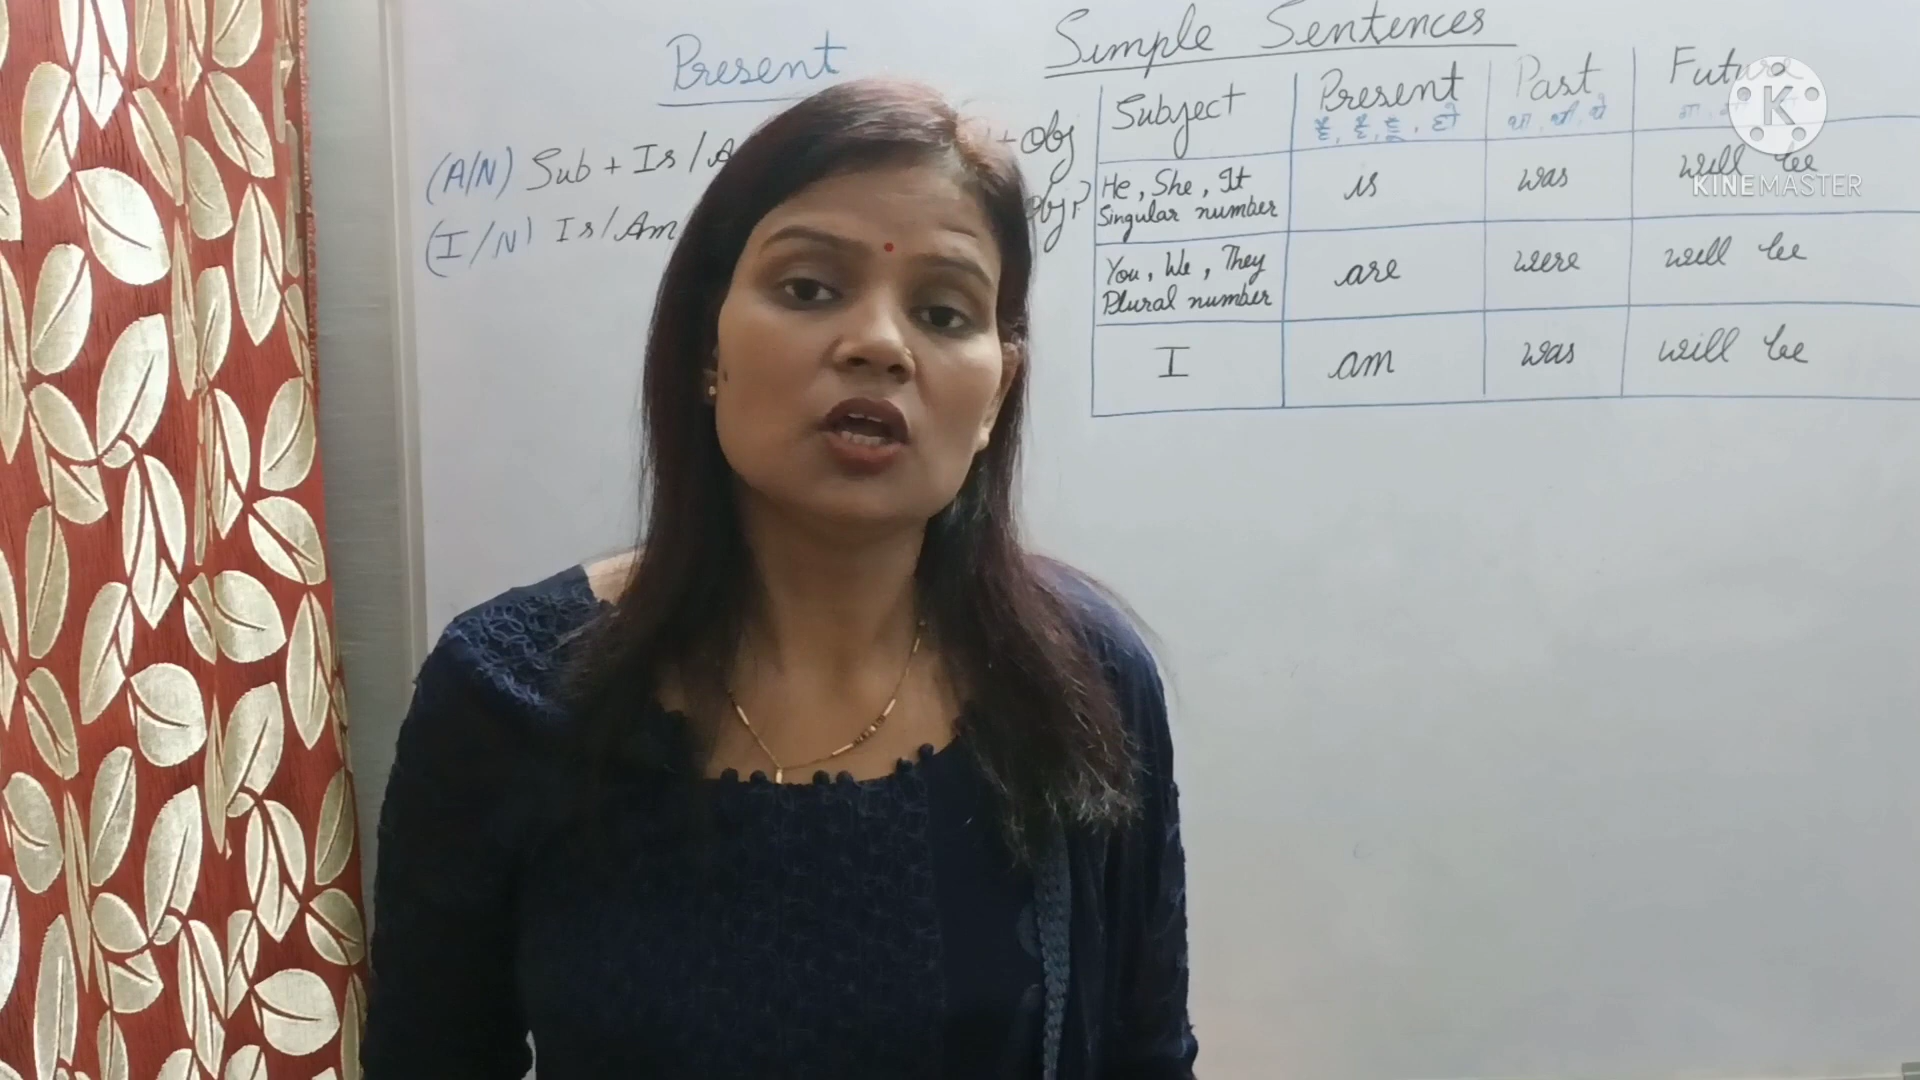 Present
(A/N) Sub + Is / A
+ Obj
(I/N) Is/Am
Obj?
Simple Sentences
Subject Present Past Future
है, हैं, हूँ, हो था, थी, थे
He, She, It
Singular number is was will be
You, We, They
Plural number are were will be
I am was will be
K
KINEMASTER